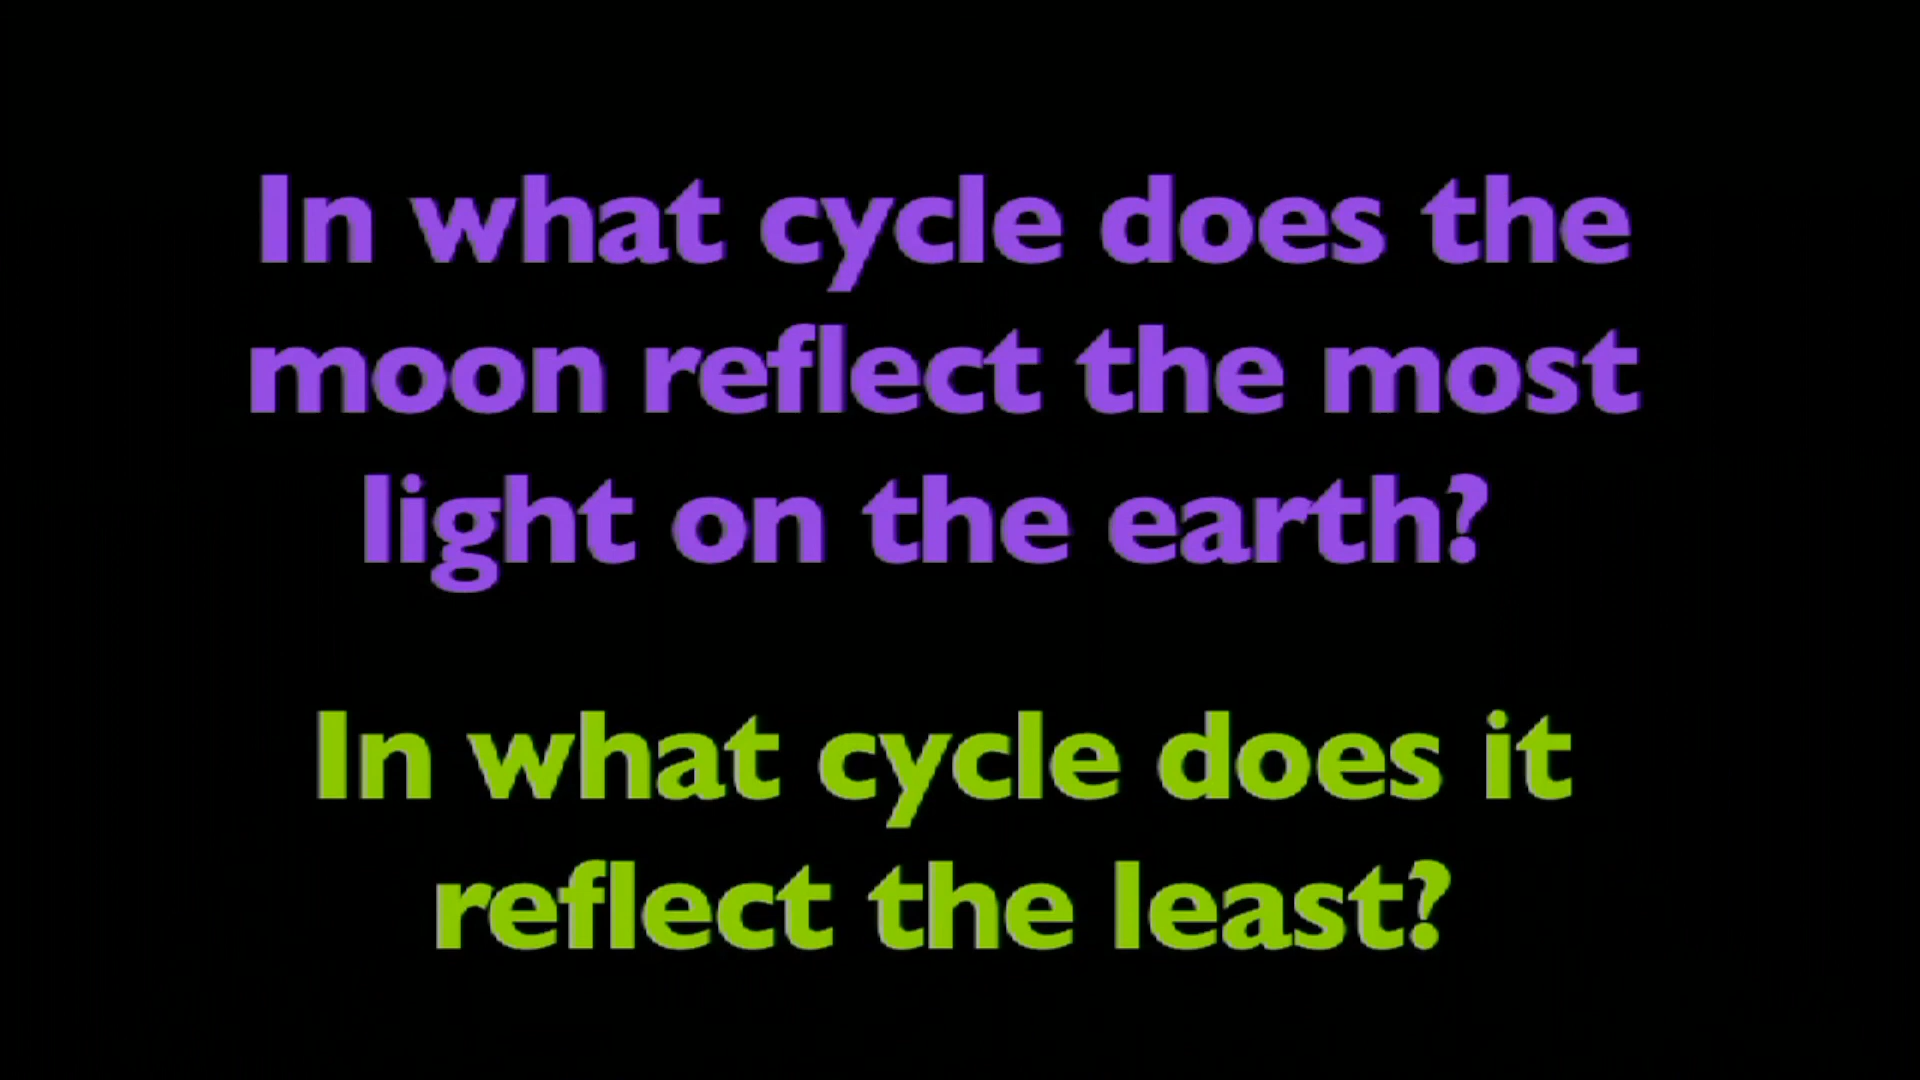 In what cycle does the
moon reflect the most
light on the earth?
In what cycle does it
reflect the least?